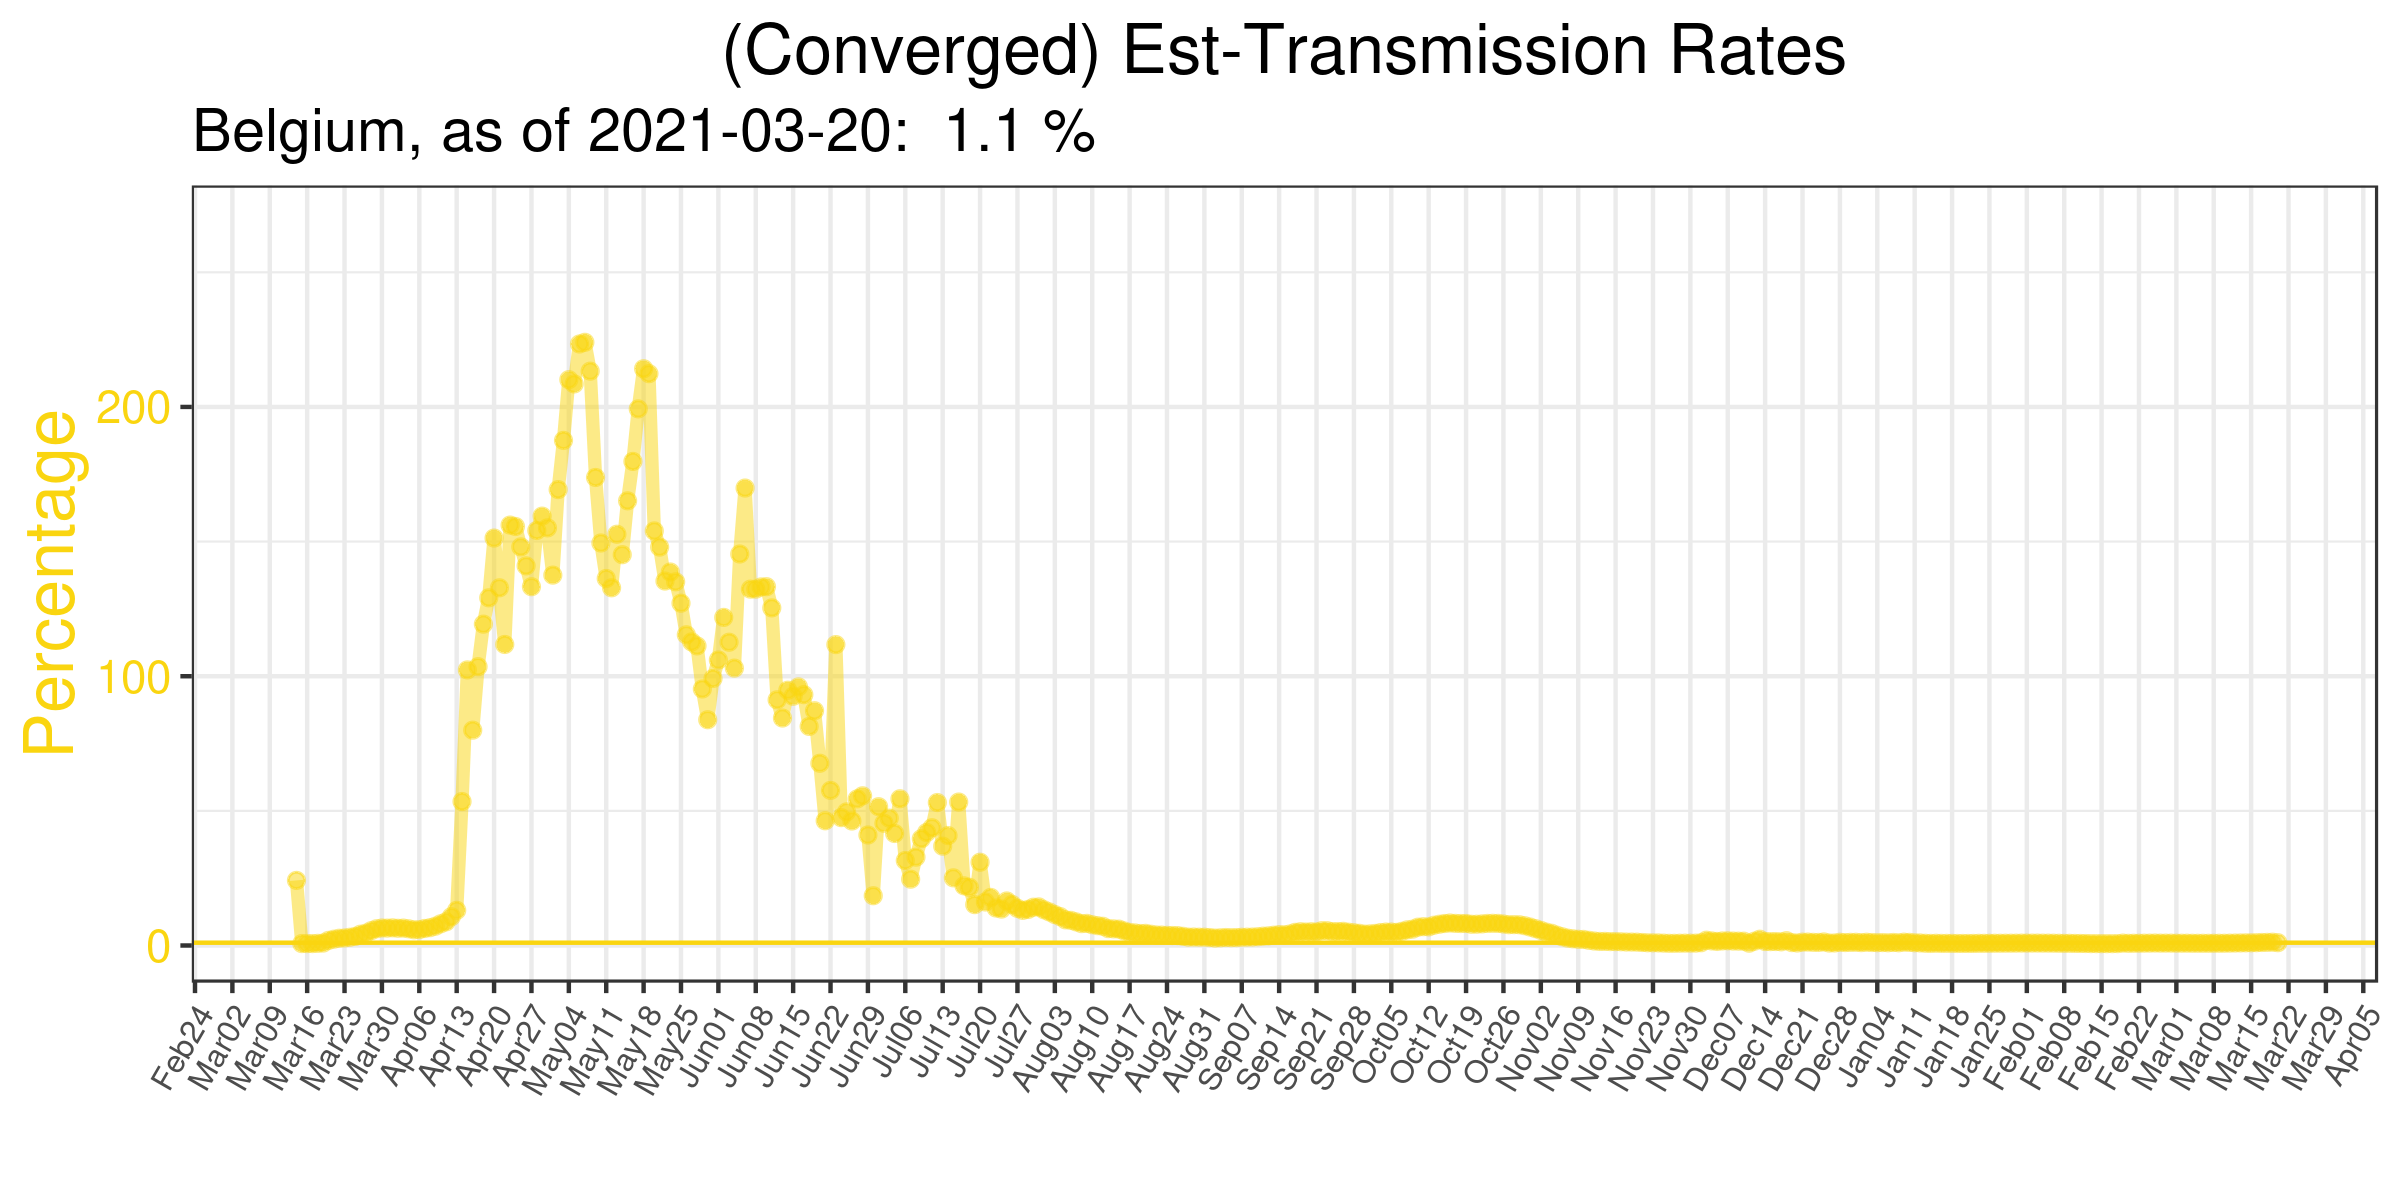 (Converged) Est-Transmission Rates
Belgium, as of 2021-03-20:  1.1 %
Percentage
200
100
0
Feb24
Mar02
Mar09
Mar16
Mar23
Mar30
Apr06
Apr13
Apr20
Apr27
May04
May11
May18
May25
Jun01
Jun08
Jun15
Jun22
Jun29
Jul06
Jul13
Jul20
Jul27
Aug03
Aug10
Aug17
Aug24
Aug31
Sep07
Sep14
Sep21
Sep28
Oct05
Oct12
Oct19
Oct26
Nov02
Nov09
Nov16
Nov23
Nov30
Dec07
Dec14
Dec21
Dec28
Jan04
Jan11
Jan18
Jan25
Feb01
Feb08
Feb15
Feb22
Mar01
Mar08
Mar15
Mar22
Mar29
Apr05